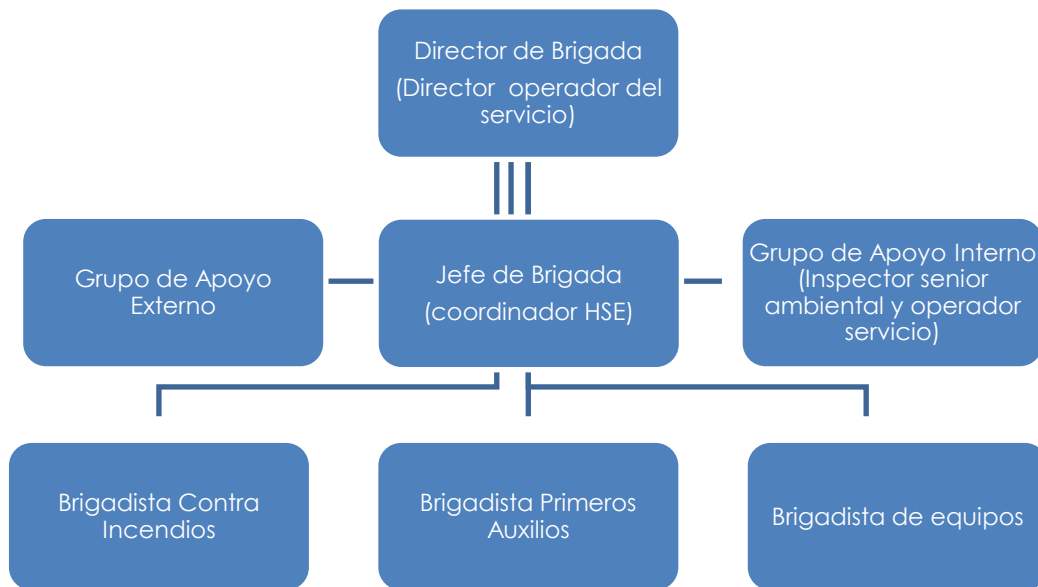 Director de Brigada
(Director operador del
servicio)
Grupo de Apoyo
Externo
Jefe de Brigada
(coordinador HSE)
Grupo de Apoyo Interno
(Inspector senior
ambiental y operador
servicio)
Brigadista Contra
Incendios
Brigadista Primeros
Auxilios
Brigadista de equipos